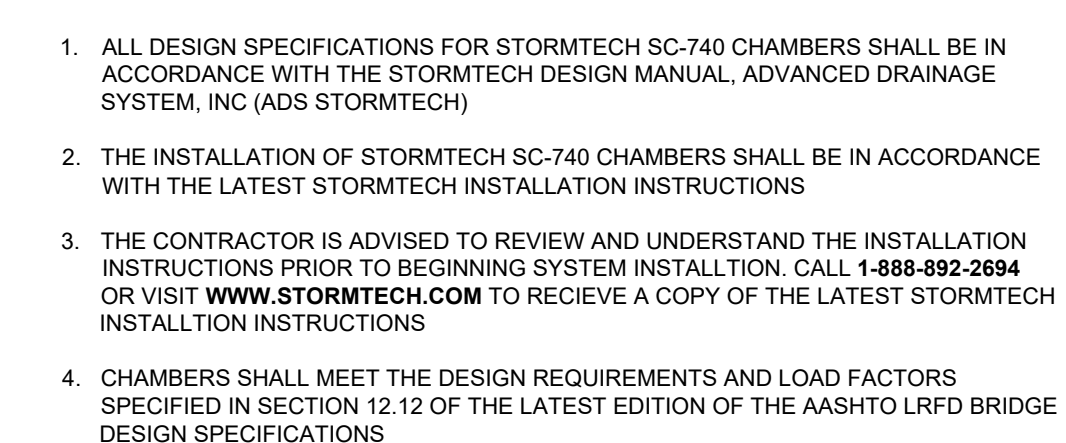 1. ALL DESIGN SPECIFICATIONS FOR STORMTECH SC-740 CHAMBERS SHALL BE IN
ACCORDANCE WITH THE STORMTECH DESIGN MANUAL, ADVANCED DRAINAGE
SYSTEM, INC (ADS STORMTECH)
2. THE INSTALLATION OF STORMTECH SC-740 CHAMBERS SHALL BE IN ACCORDANCE
WITH THE LATEST STORMTECH INSTALLATION INSTRUCTIONS
3. THE CONTRACTOR IS ADVISED TO REVIEW AND UNDERSTAND THE INSTALLATION
INSTRUCTIONS PRIOR TO BEGINNING SYSTEM INSTALLTION. CALL 1-888-892-2694
OR VISIT WWW.STORMTECH.COM TO RECIEVE A COPY OF THE LATEST STORMTECH
INSTALLTION INSTRUCTIONS
4. CHAMBERS SHALL MEET THE DESIGN REQUIREMENTS AND LOAD FACTORS
SPECIFIED IN SECTION 12.12 OF THE LATEST EDITION OF THE AASHTO LRFD BRIDGE
DESIGN SPECIFICATIONS